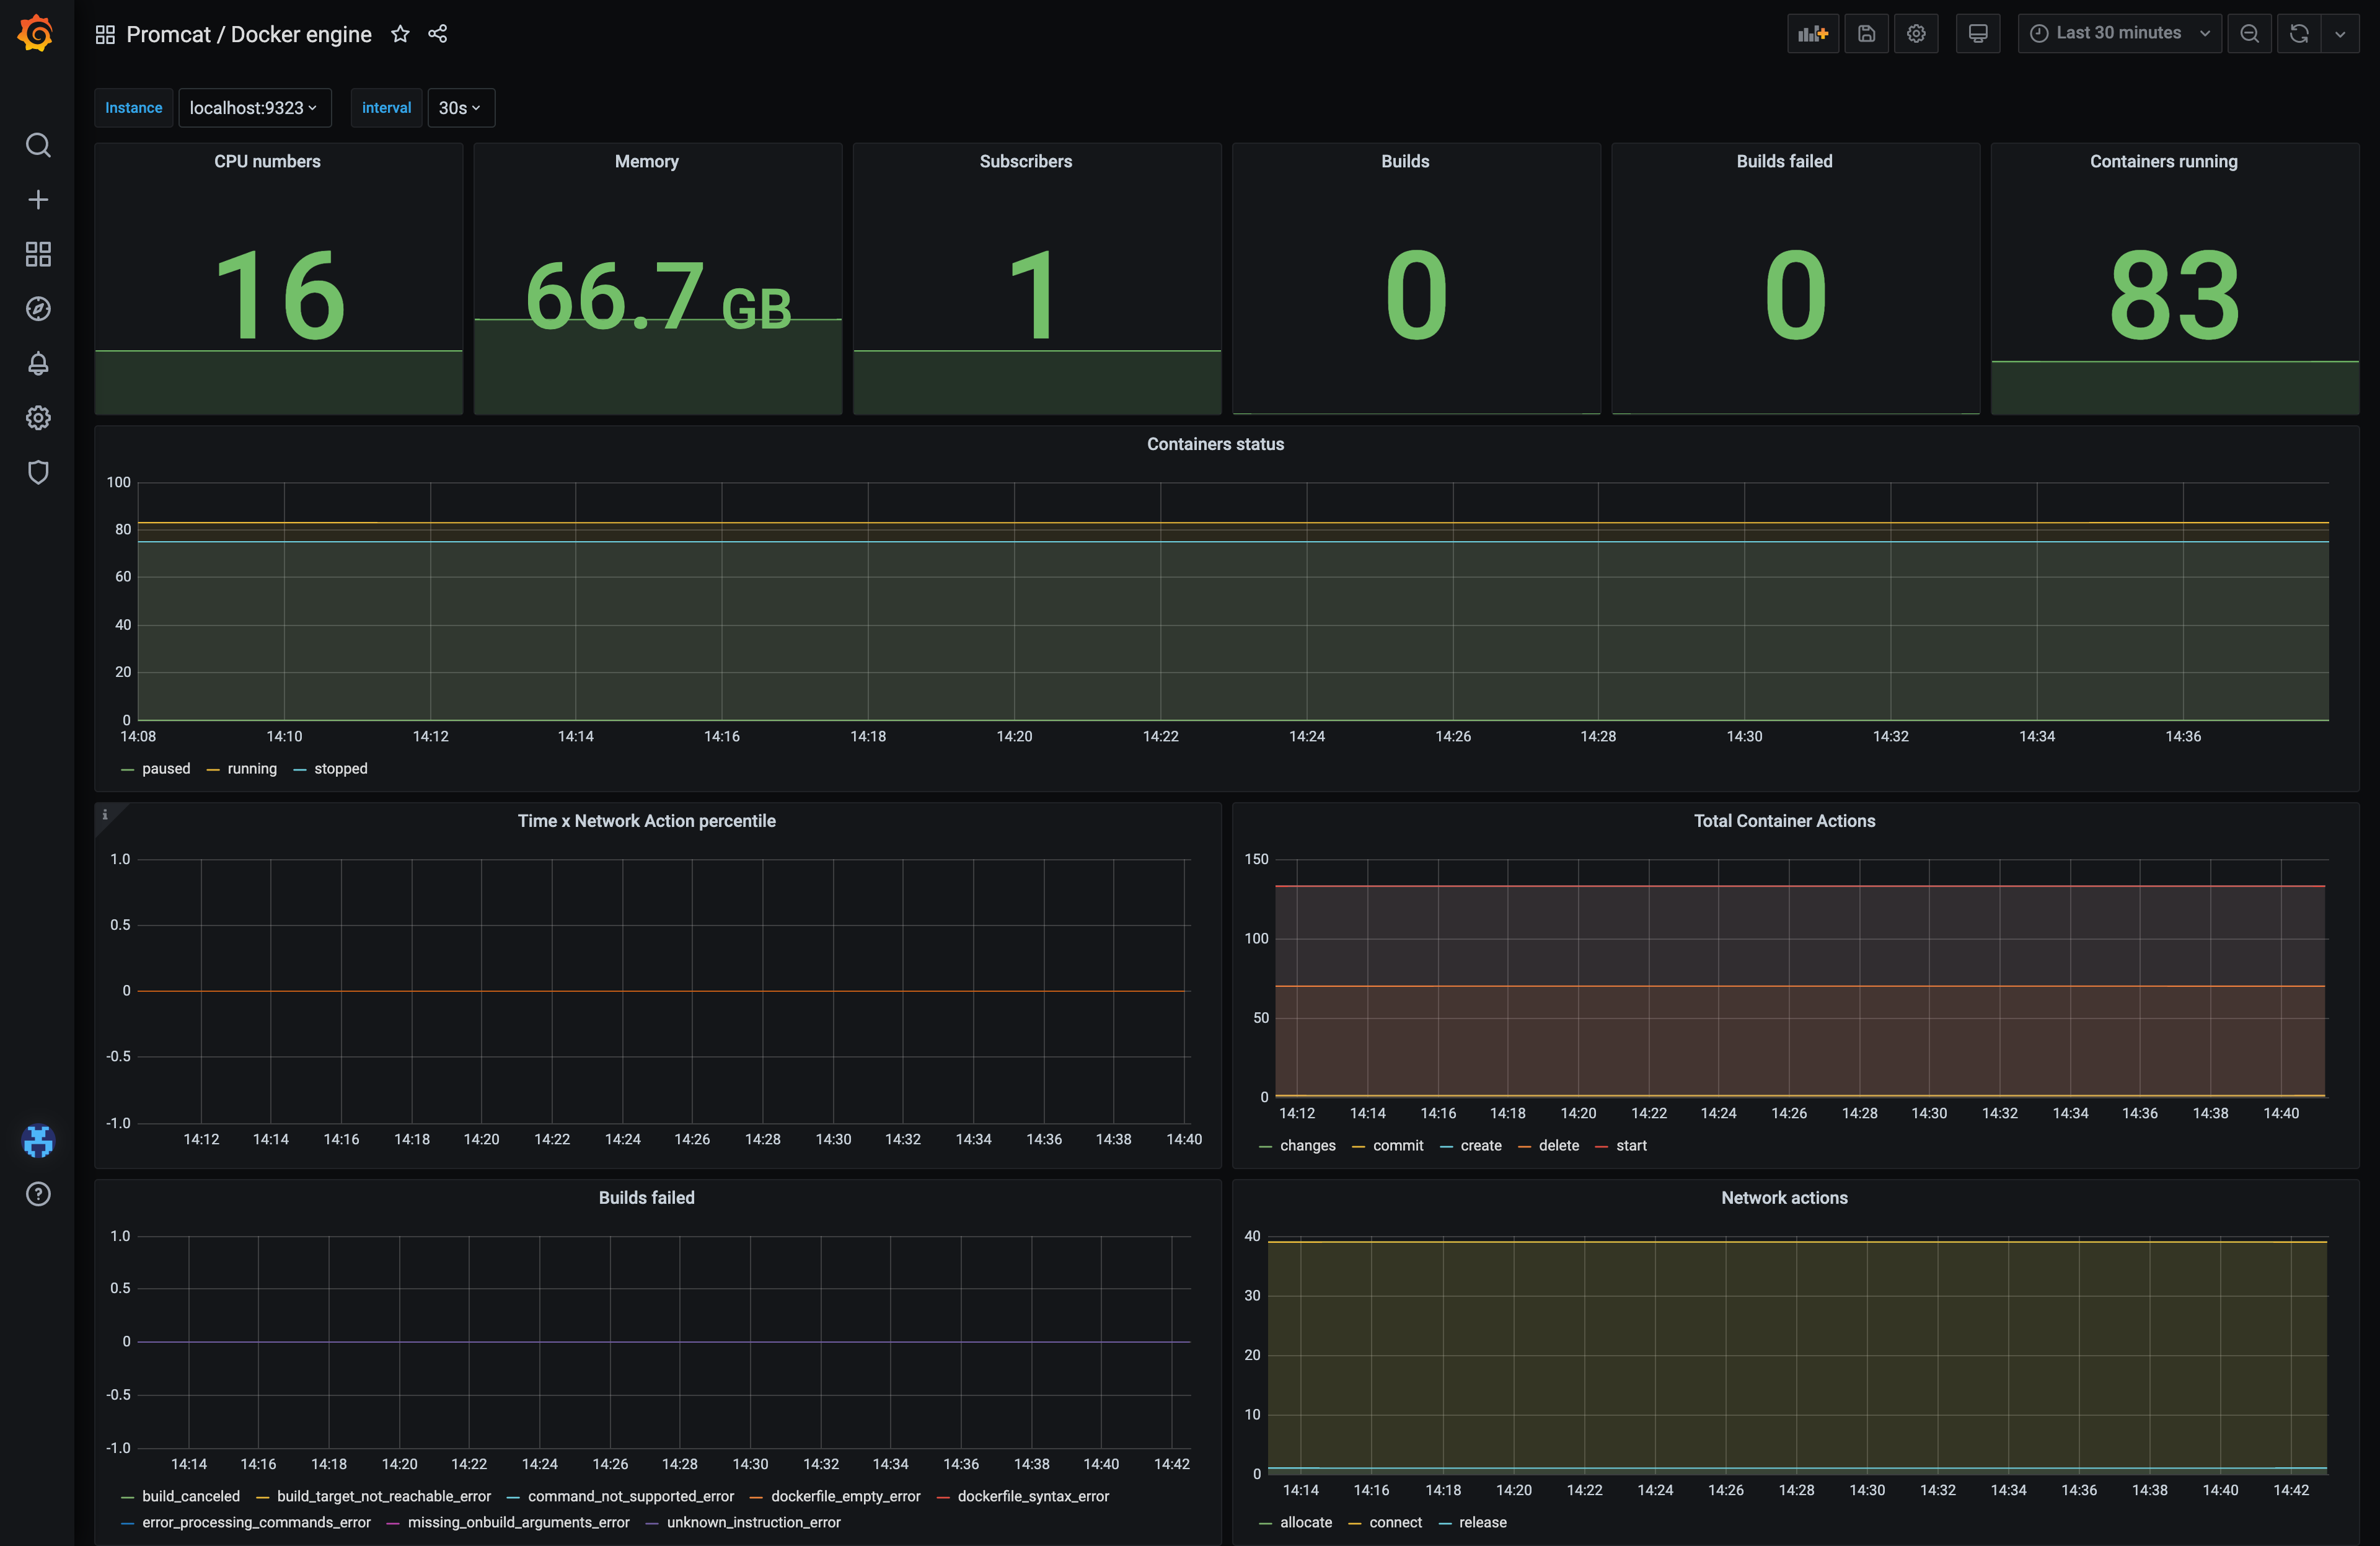 Promcat / Docker engine
Last 30 minutes
Instance localhost:9323 interval 30s
CPU numbers
16
Memory
66.7 GB
Subscribers
1
Builds
0
Builds failed
0
Containers running
83
Containers status
100
80
60
40
20
0
14:08 14:10 14:12 14:14 14:16 14:18 14:20 14:22 14:24 14:26 14:28 14:30 14:32 14:34 14:36
paused running stopped
i
Time x Network Action percentile
1.0
0.5
0
-0.5
-1.0
14:12 14:14 14:16 14:18 14:20 14:22 14:24 14:26 14:28 14:30 14:32 14:34 14:36 14:38 14:40
Total Container Actions
150
100
50
0
14:12 14:14 14:16 14:18 14:20 14:22 14:24 14:26 14:28 14:30 14:32 14:34 14:36 14:38 14:40
changes commit create delete start
Builds failed
1.0
0.5
0
-0.5
-1.0
14:14 14:16 14:18 14:20 14:22 14:24 14:26 14:28 14:30 14:32 14:34 14:36 14:38 14:40 14:42
build_canceled build_target_not_reachable_error command_not_supported_error dockerfile_empty_error dockerfile_syntax_error
error_processing_commands_error missing_onbuild_arguments_error unknown_instruction_error
Network actions
40
30
20
10
0
14:14 14:16 14:18 14:20 14:22 14:24 14:26 14:28 14:30 14:32 14:34 14:36 14:38 14:40 14:42
allocate connect release